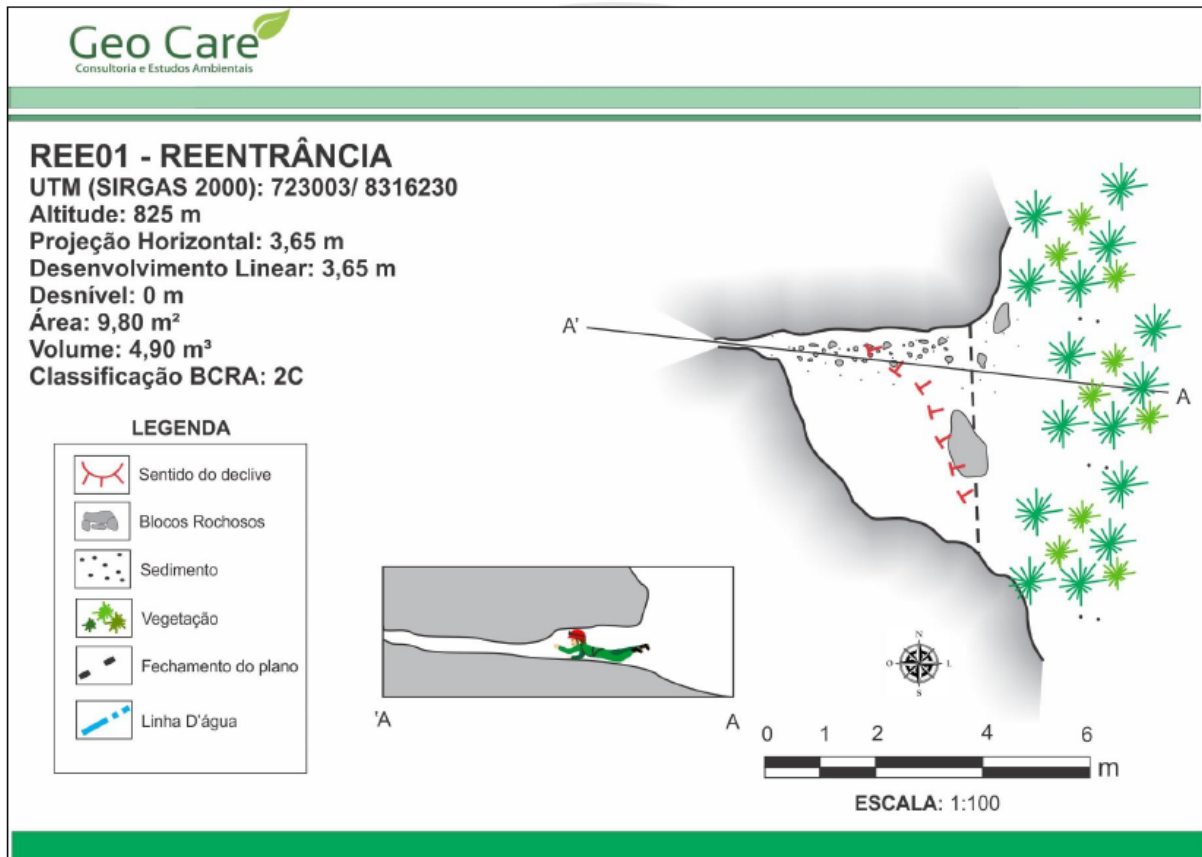 Geo Care
Consultoria e Estudos Ambientais
REE01 - REENTRÂNCIA
UTM (SIRGAS 2000): 723003/ 8316230
Altitude: 825 m
Projeção Horizontal: 3,65 m
Desenvolvimento Linear: 3,65 m
Desnível: 0 m
Área: 9,80 m²
Volume: 4,90 m³
Classificação BCRA: 2C
LEGENDA
Sentido do declive
Blocos Rochosos
Sedimento
Vegetação
Fechamento do plano
Linha D'água
'A
A
A'
A
N
O
L
S
0 1 2 4 6
m
ESCALA: 1:100